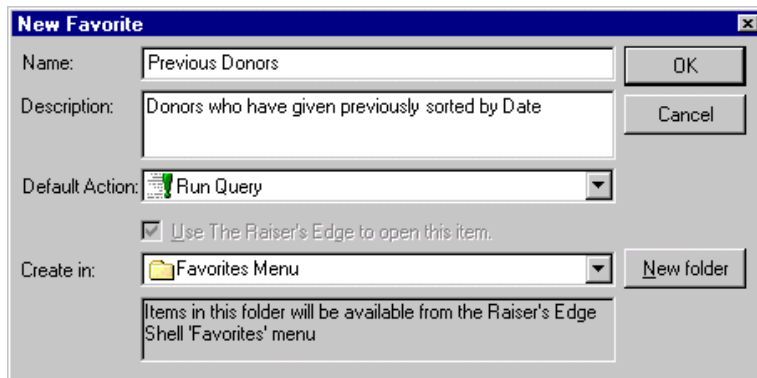 New Favorite
Name: Previous Donors OK
Description: Donors who have given previously sorted by Date Cancel
Default Action: Run Query
Use The Raiser's Edge to open this item.
Create in: Favorites Menu New folder
Items in this folder will be available from the Raiser's Edge
Shell 'Favorites' menu